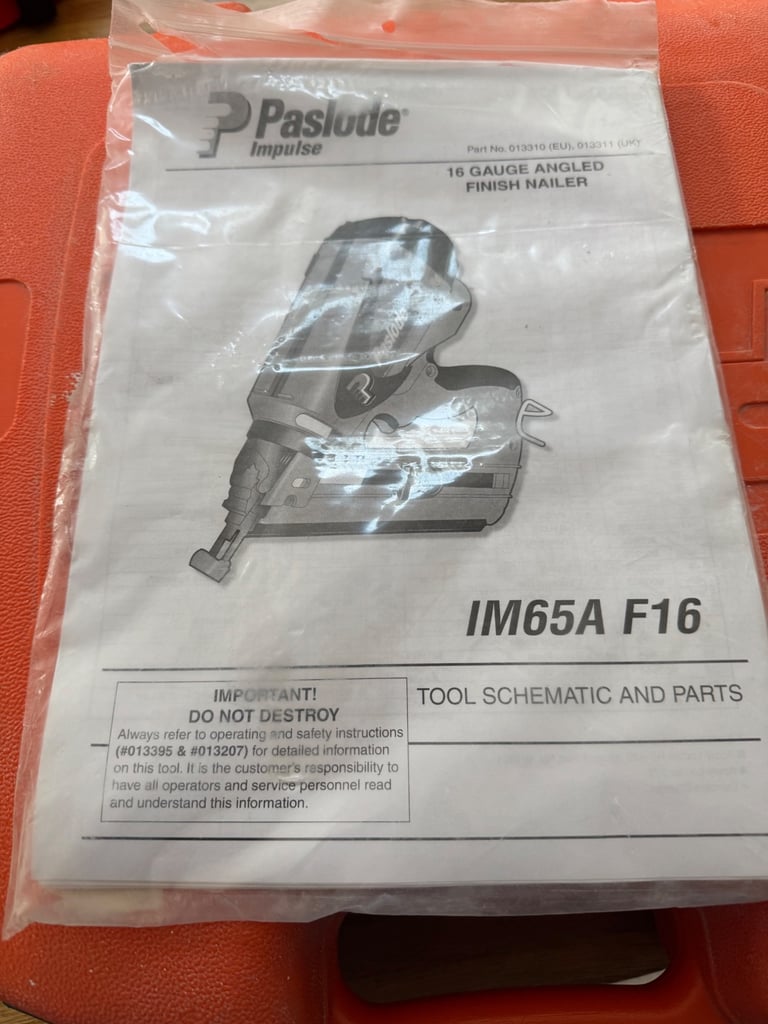 Paslode®
Impulse
Part No. 013310 (EU), 013311 (UK)
16 GAUGE ANGLED
FINISH NAILER
Paslode
IM65A F16
IMPORTANT!
DO NOT DESTROY
Always refer to operating and safety instructions
(#013395 & #013207) for detailed information
on this tool. It is the customer's responsibility to
have all operators and service personnel read
and understand this information.
TOOL SCHEMATIC AND PARTS